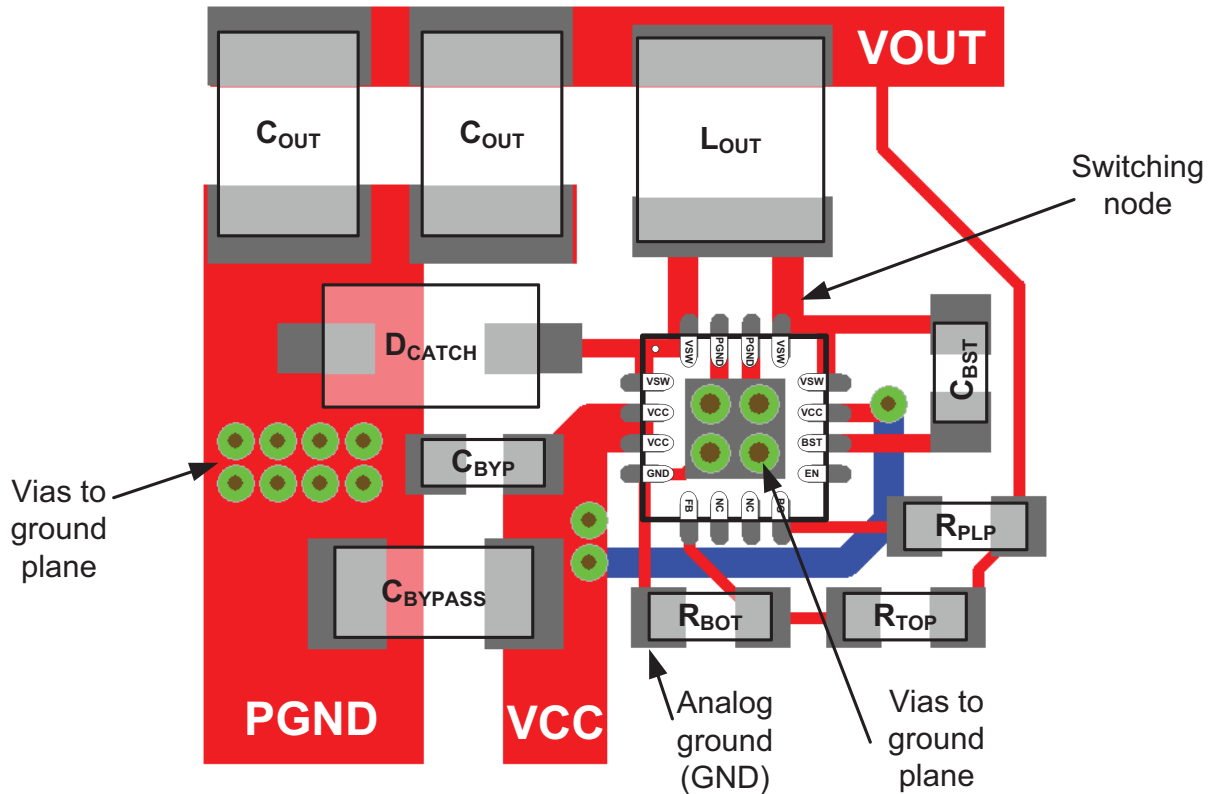 VOUT
COUT
COUT
LOUT
Switching
node
DCATCH
CBST
VSW
PGND
PGND
VSW
VSW
VSW
VCC
VCC
VCC
BST
GND
EN
FB
NC
NC
CBYP
Vias to
ground
plane
RPLP
CBYPASS
RBOT
RTOP
PGND
VCC
Analog
ground
(GND)
Vias to
ground
plane